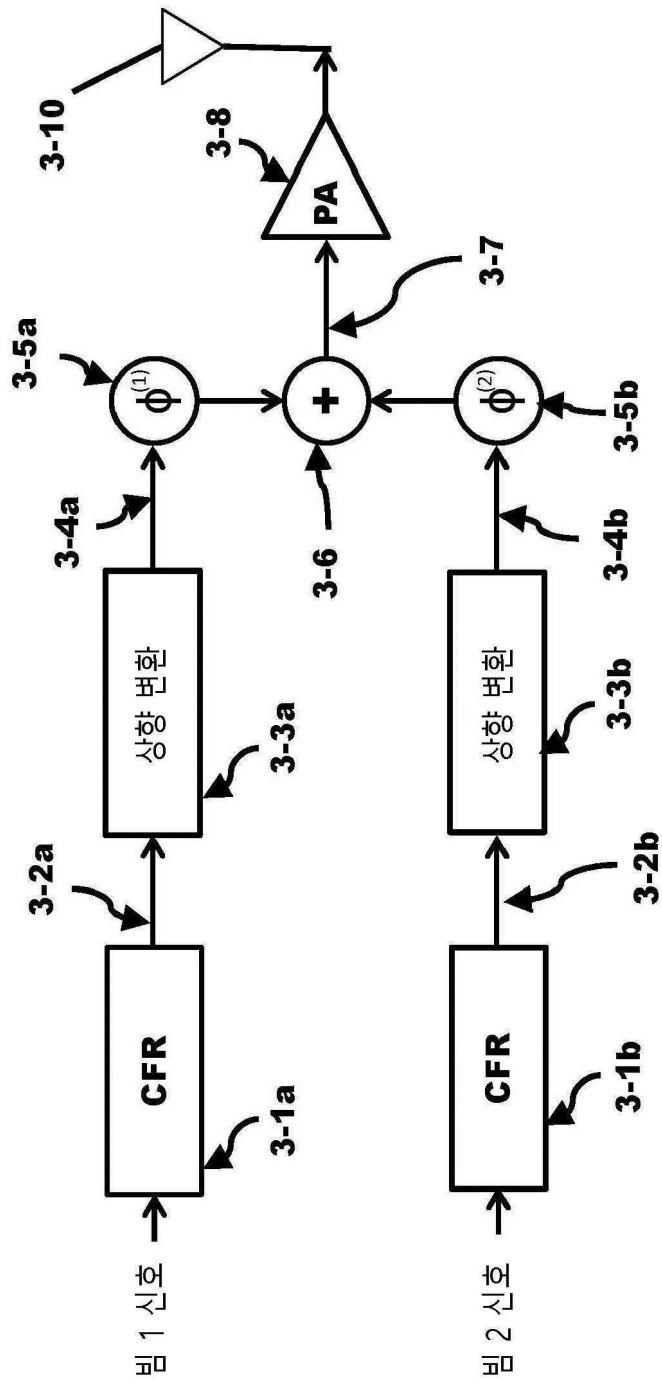 빔 1 신호
CFR
3-1a
3-2a
상향 변환
3-3a
3-4a
ϕ(1)
3-5a
+
3-6
3-7
PA
3-8
3-10
빔 2 신호
CFR
3-1b
3-2b
상향 변환
3-3b
3-4b
ϕ(2)
3-5b